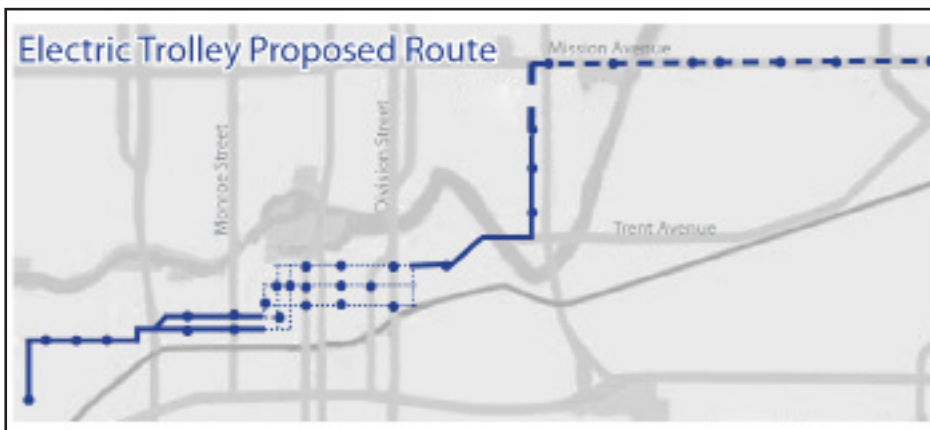 Electric Trolley Proposed Route
Mission Avenue
Monroe Street
Division Street
Trent Avenue